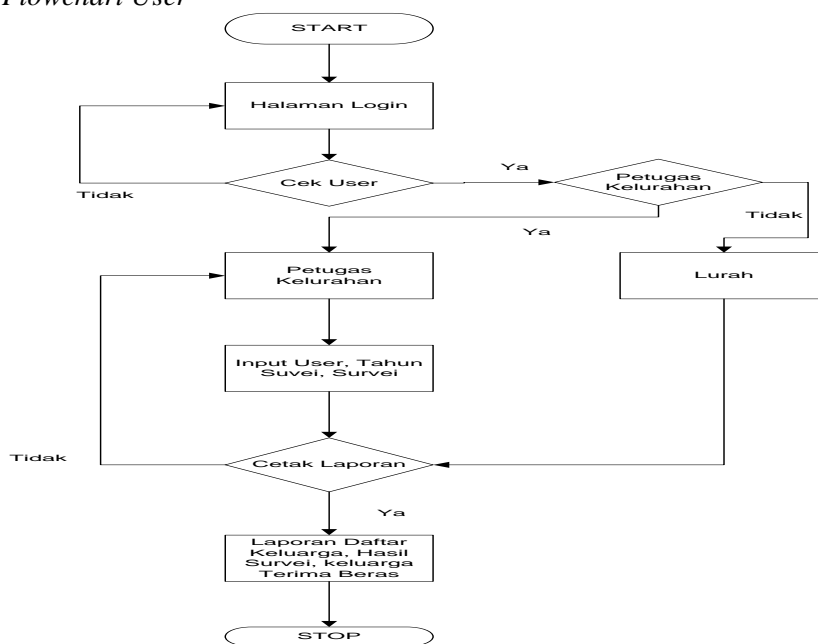 Flowchart User
START
Halaman Login
Cek User
Tidak
Ya
Petugas
Kelurahan
Tidak
Ya
Petugas
Kelurahan
Lurah
Input User, Tahun
Suvei, Survei
Tidak
Cetak Laporan
Ya
Laporan Daftar
Keluarga, Hasil
Survei, keluarga
Terima Beras
STOP